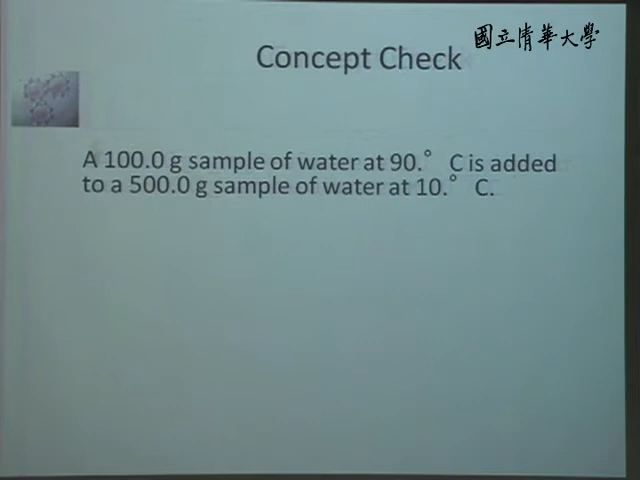 國立清華大學
Concept Check
A 100.0 g sample of water at 90.° C is added
to a 500.0 g sample of water at 10.° C.